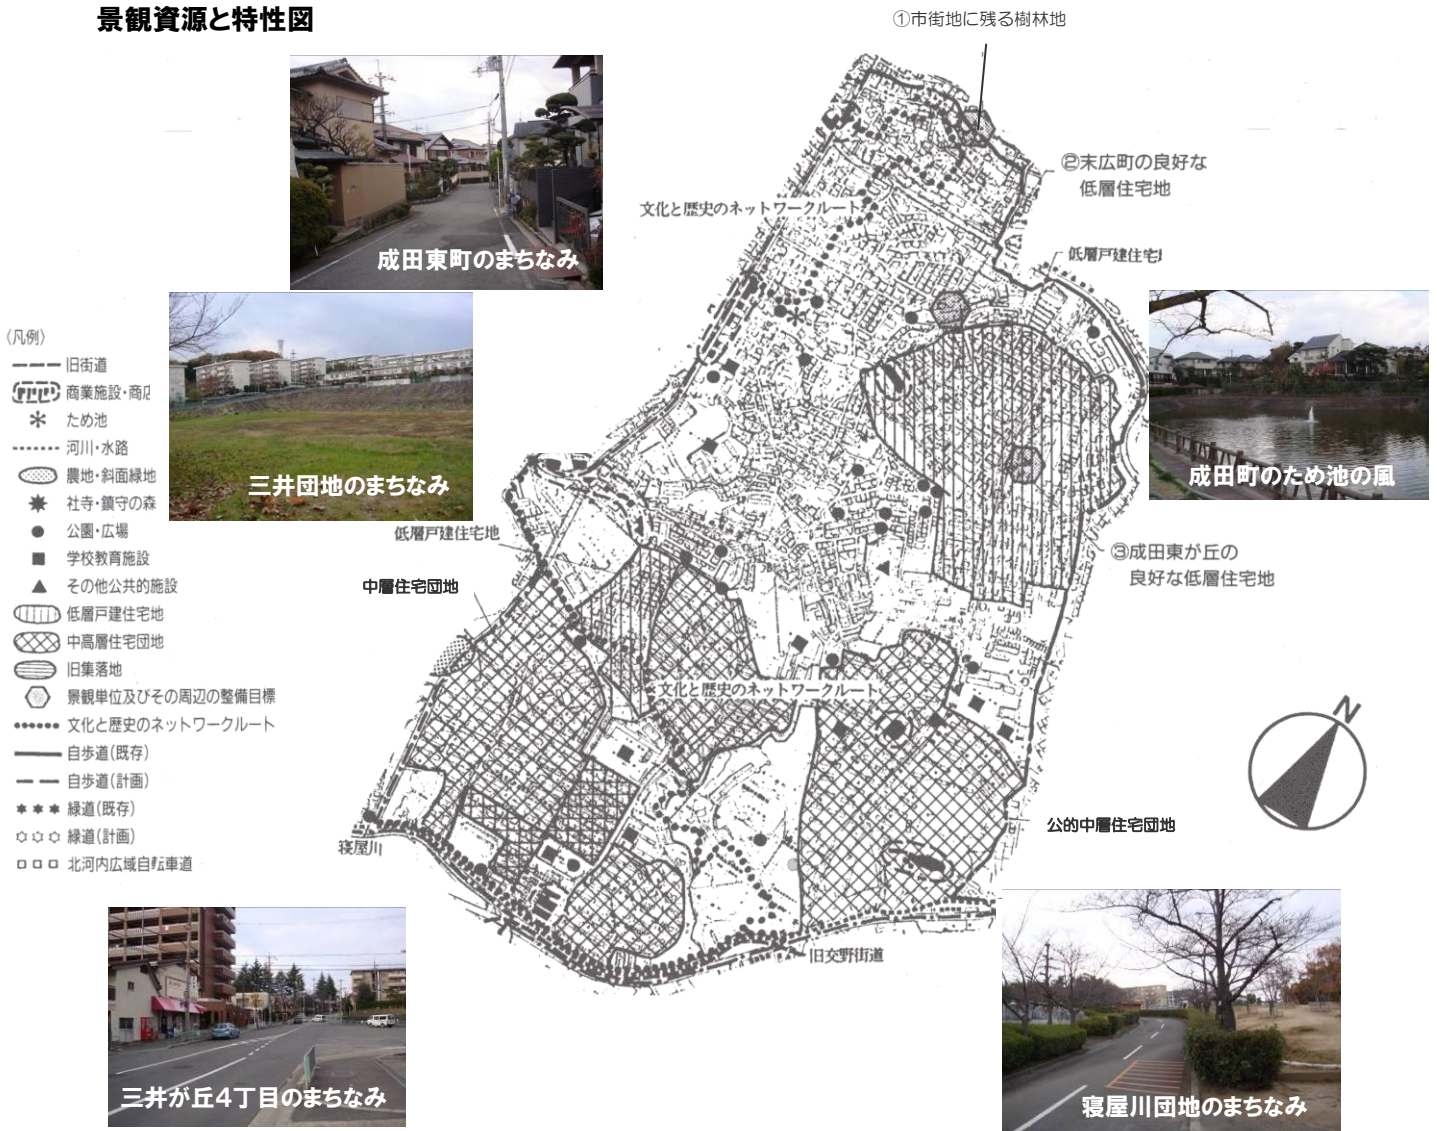 景観資源と特性図
①市街地に残る樹林地
②末広町の良好な
低層住宅地
文化と歴史のネットワークルート
低層戸建住宅
成田東町のまちなみ
〈凡例〉
旧街道
商業施設・商店
ため池
河川・水路
農地・斜面緑地
社寺・鎮守の森
公園・広場
学校教育施設
その他公共的施設
低層戸建住宅地
中高層住宅団地
旧集落地
景観単位及びその周辺の整備目標
文化と歴史のネットワークルート
自歩道(既存)
自歩道(計画)
緑道(既存)
緑道(計画)
北河内広域自転車道
三井団地のまちなみ
成田町のため池の風
低層戸建住宅地
中層住宅団地
③成田東が丘の
良好な低層住宅地
文化と歴史のネットワークルート
N
公的中層住宅団地
寝屋川
旧交野街道
三井が丘4丁目のまちなみ
寝屋川団地のまちなみ